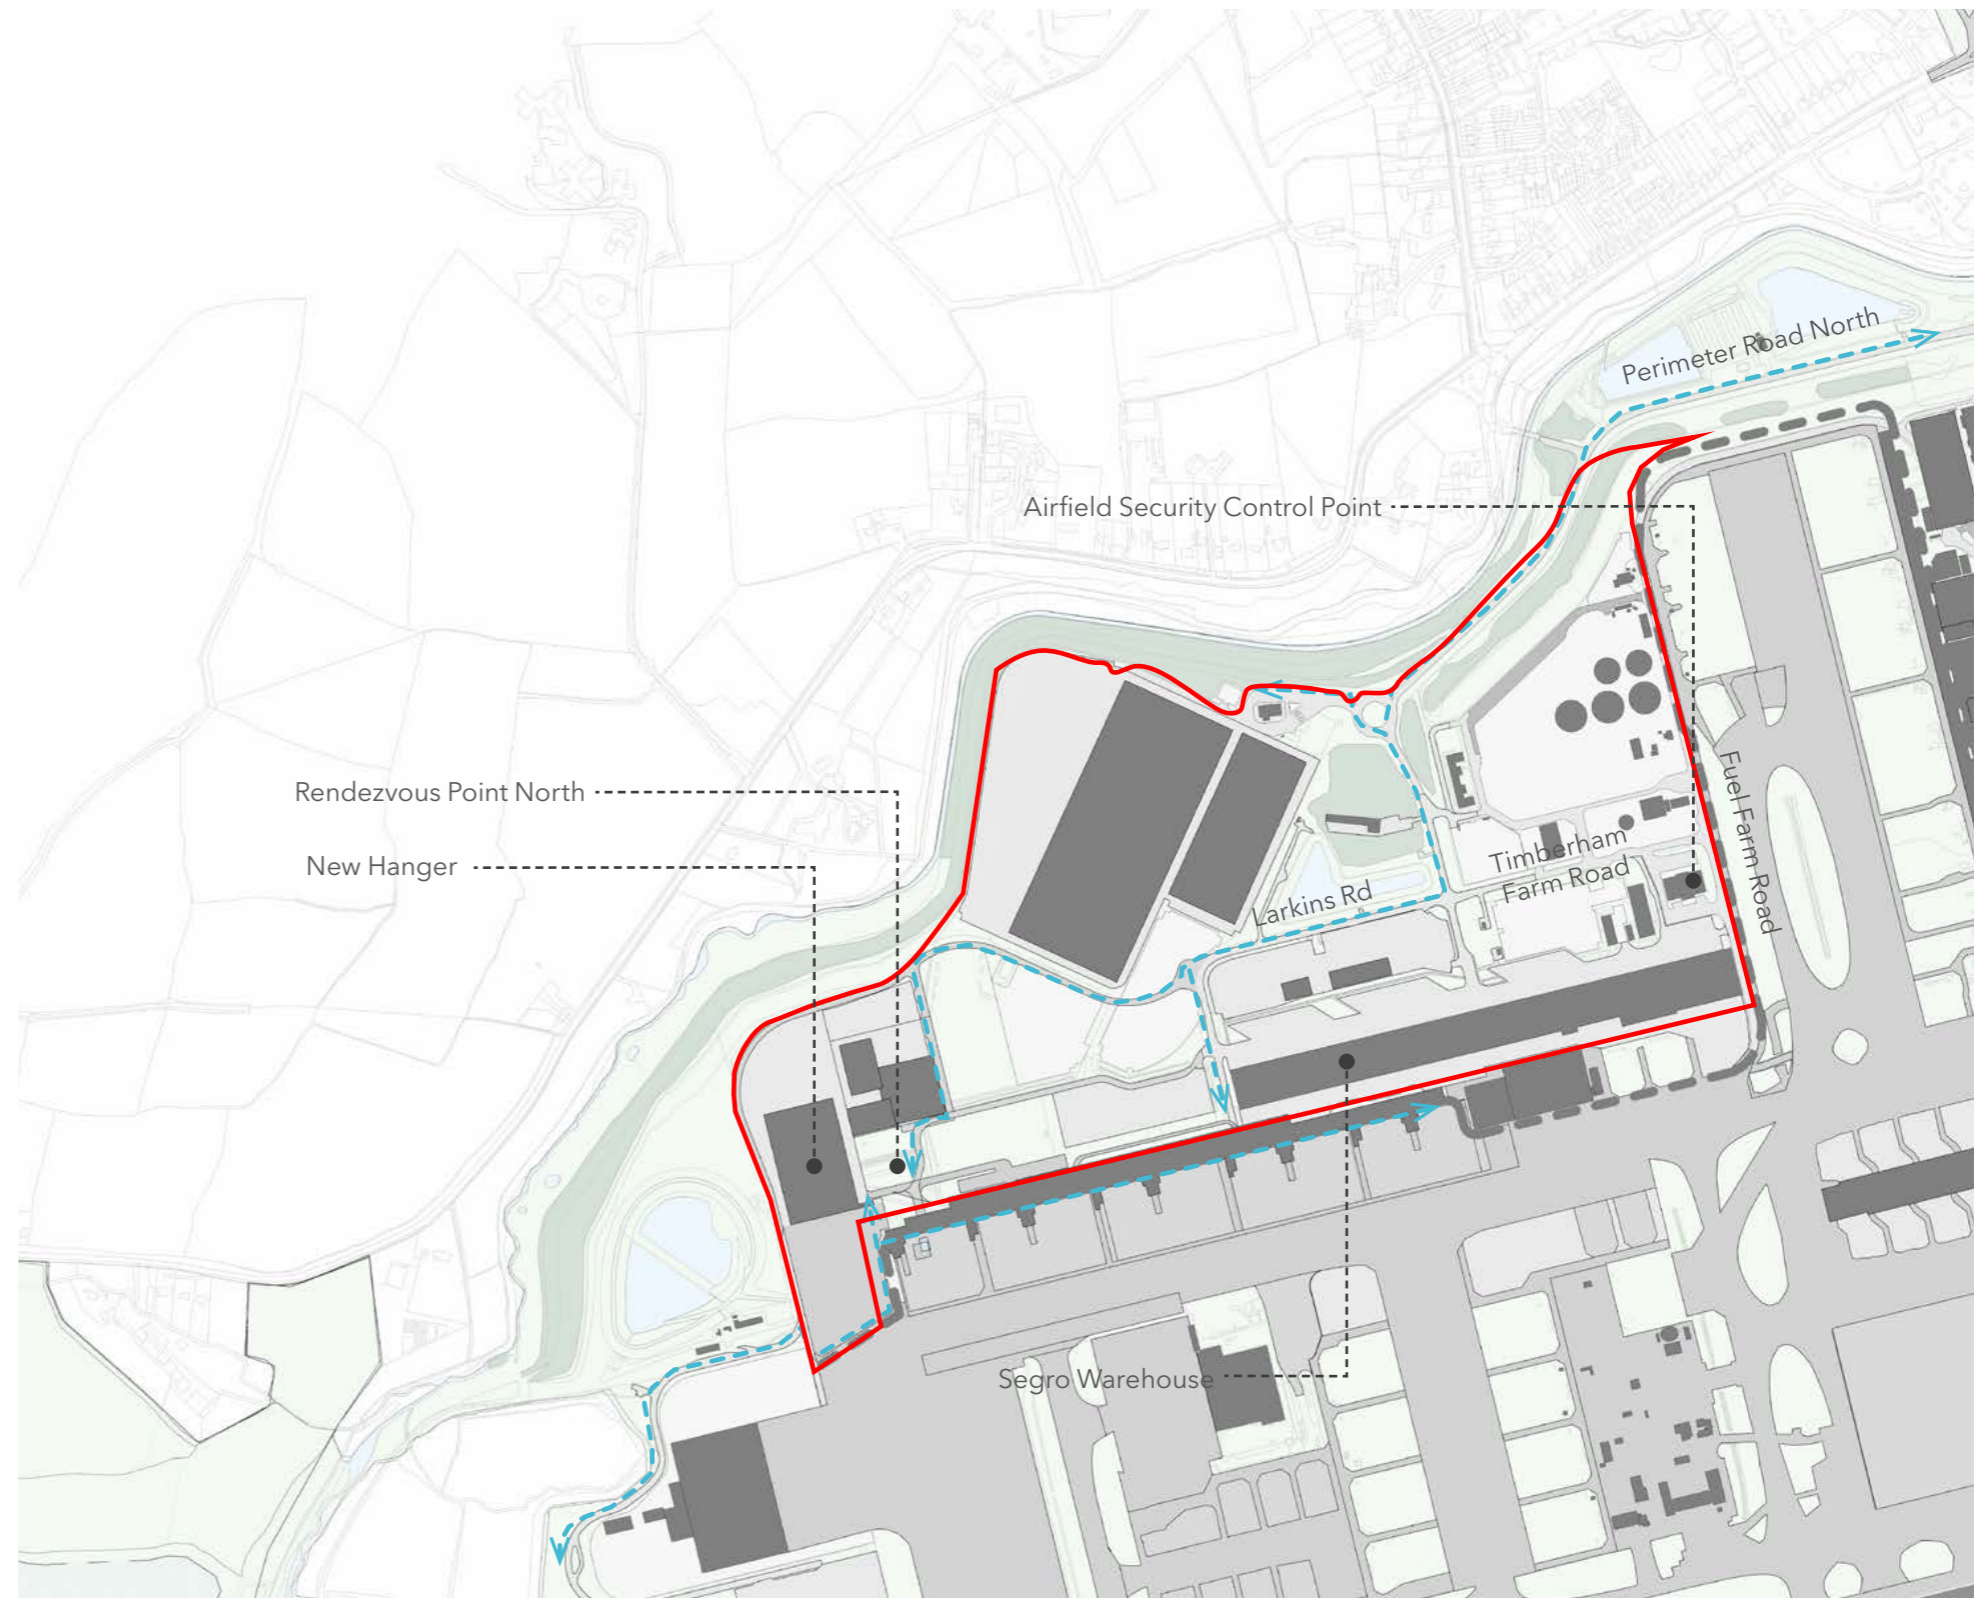 Perimeter Road North
Airfield Security Control Point
Rendezvous Point North
New Hanger
Fuel Farm Road
Timberham
Farm Road
Larkins Rd
Segro Warehouse